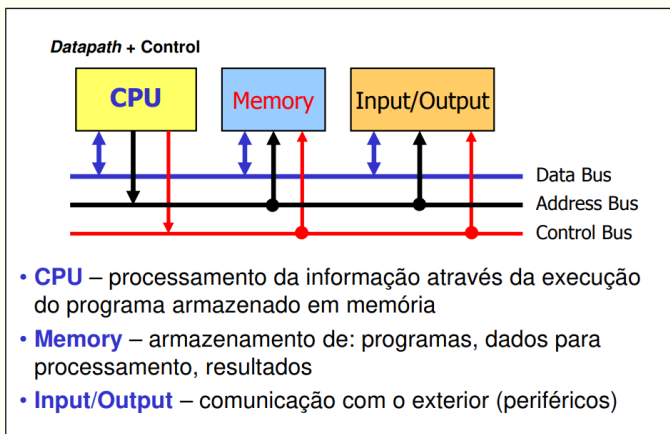 Datapath + Control
CPU
Memory
Input/Output
Data Bus
Address Bus
Control Bus
• CPU – processamento da informação através da execução
do programa armazenado em memória
• Memory – armazenamento de: programas, dados para
processamento, resultados
• Input/Output – comunicação com o exterior (periféricos)